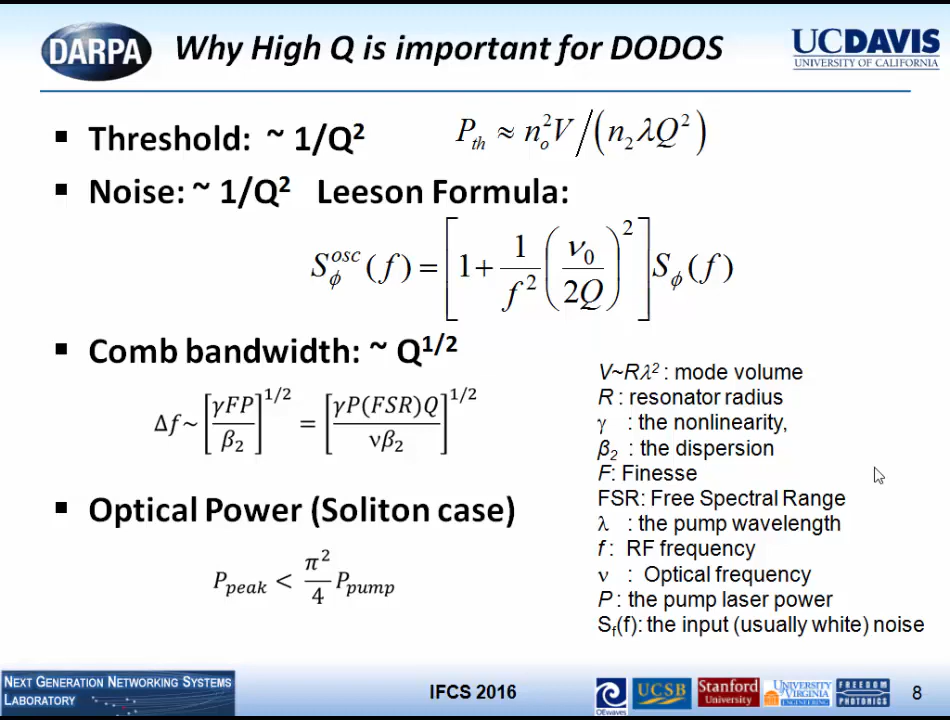 DARPA
Why High Q is important for DODOS
UCDAVIS
UNIVERSITY OF CALIFORNIA
▪ Threshold: ~ 1/Q²
P_th ≈ n_o²V/(n₂λQ²)
▪ Noise: ~ 1/Q² Leeson Formula:
S_ϕ^osc(f) = [1 + 1/f² (ν₀/2Q)²] S_ϕ(f)
▪ Comb bandwidth: ~ Q^1/2
Δf~[γFP/β₂]^1/2 = [γP(FSR)Q/νβ₂]^1/2
▪ Optical Power (Soliton case)
P_peak < π²/4 P_pump
V~Rλ² : mode volume
R : resonator radius
γ : the nonlinearity,
β₂ : the dispersion
F: Finesse
FSR: Free Spectral Range
λ : the pump wavelength
f : RF frequency
ν : Optical frequency
P : the pump laser power
S_f(f): the input (usually white) noise
NEXT GENERATION NETWORKING SYSTEMS
LABORATORY
IFCS 2016
OEwaves
UCSB
Stanford
University
UNIVERSITY
VIRGINIA
ENGINEERING
FREEDOM
PHOTONICS
8